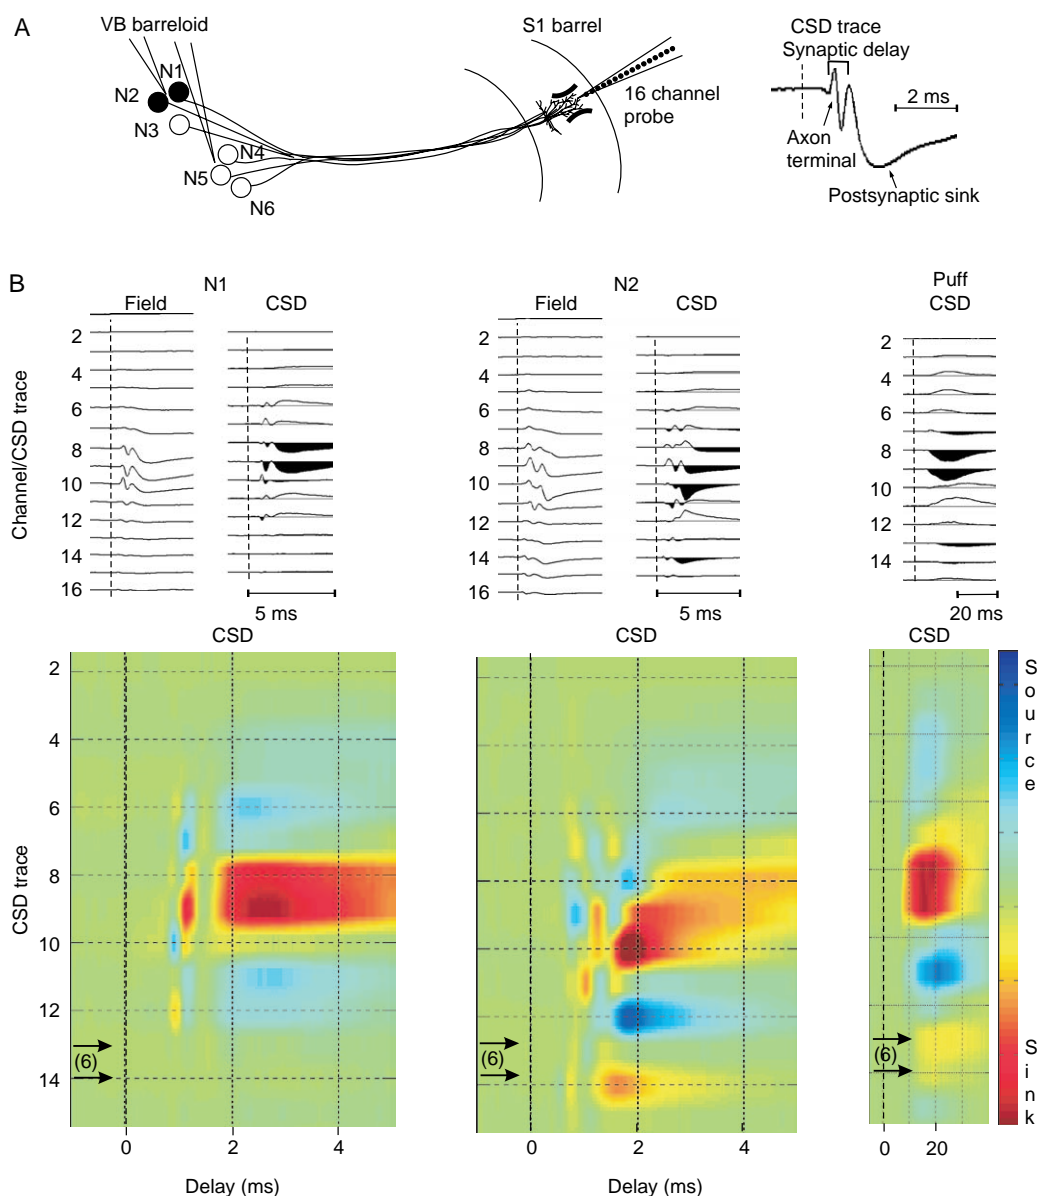 A
VB barreloid
S1 barrel
CSD trace
Synaptic delay
N1
N2
N3
N4
N5
N6
16 channel
probe
2 ms
Axon
terminal
Postsynaptic sink
B
N1
N2
Puff
Field
CSD
Field
CSD
CSD
Channel/CSD trace
2
4
6
8
10
12
14
16
2
4
6
8
10
12
14
16
2
4
6
8
10
12
14
5 ms
5 ms
20 ms
CSD
CSD
CSD
CSD trace
2
4
6
8
10
12
14
(6)
(6)
(6)
Source
Sink
0
2
4
0
2
4
0
20
Delay (ms)
Delay (ms)